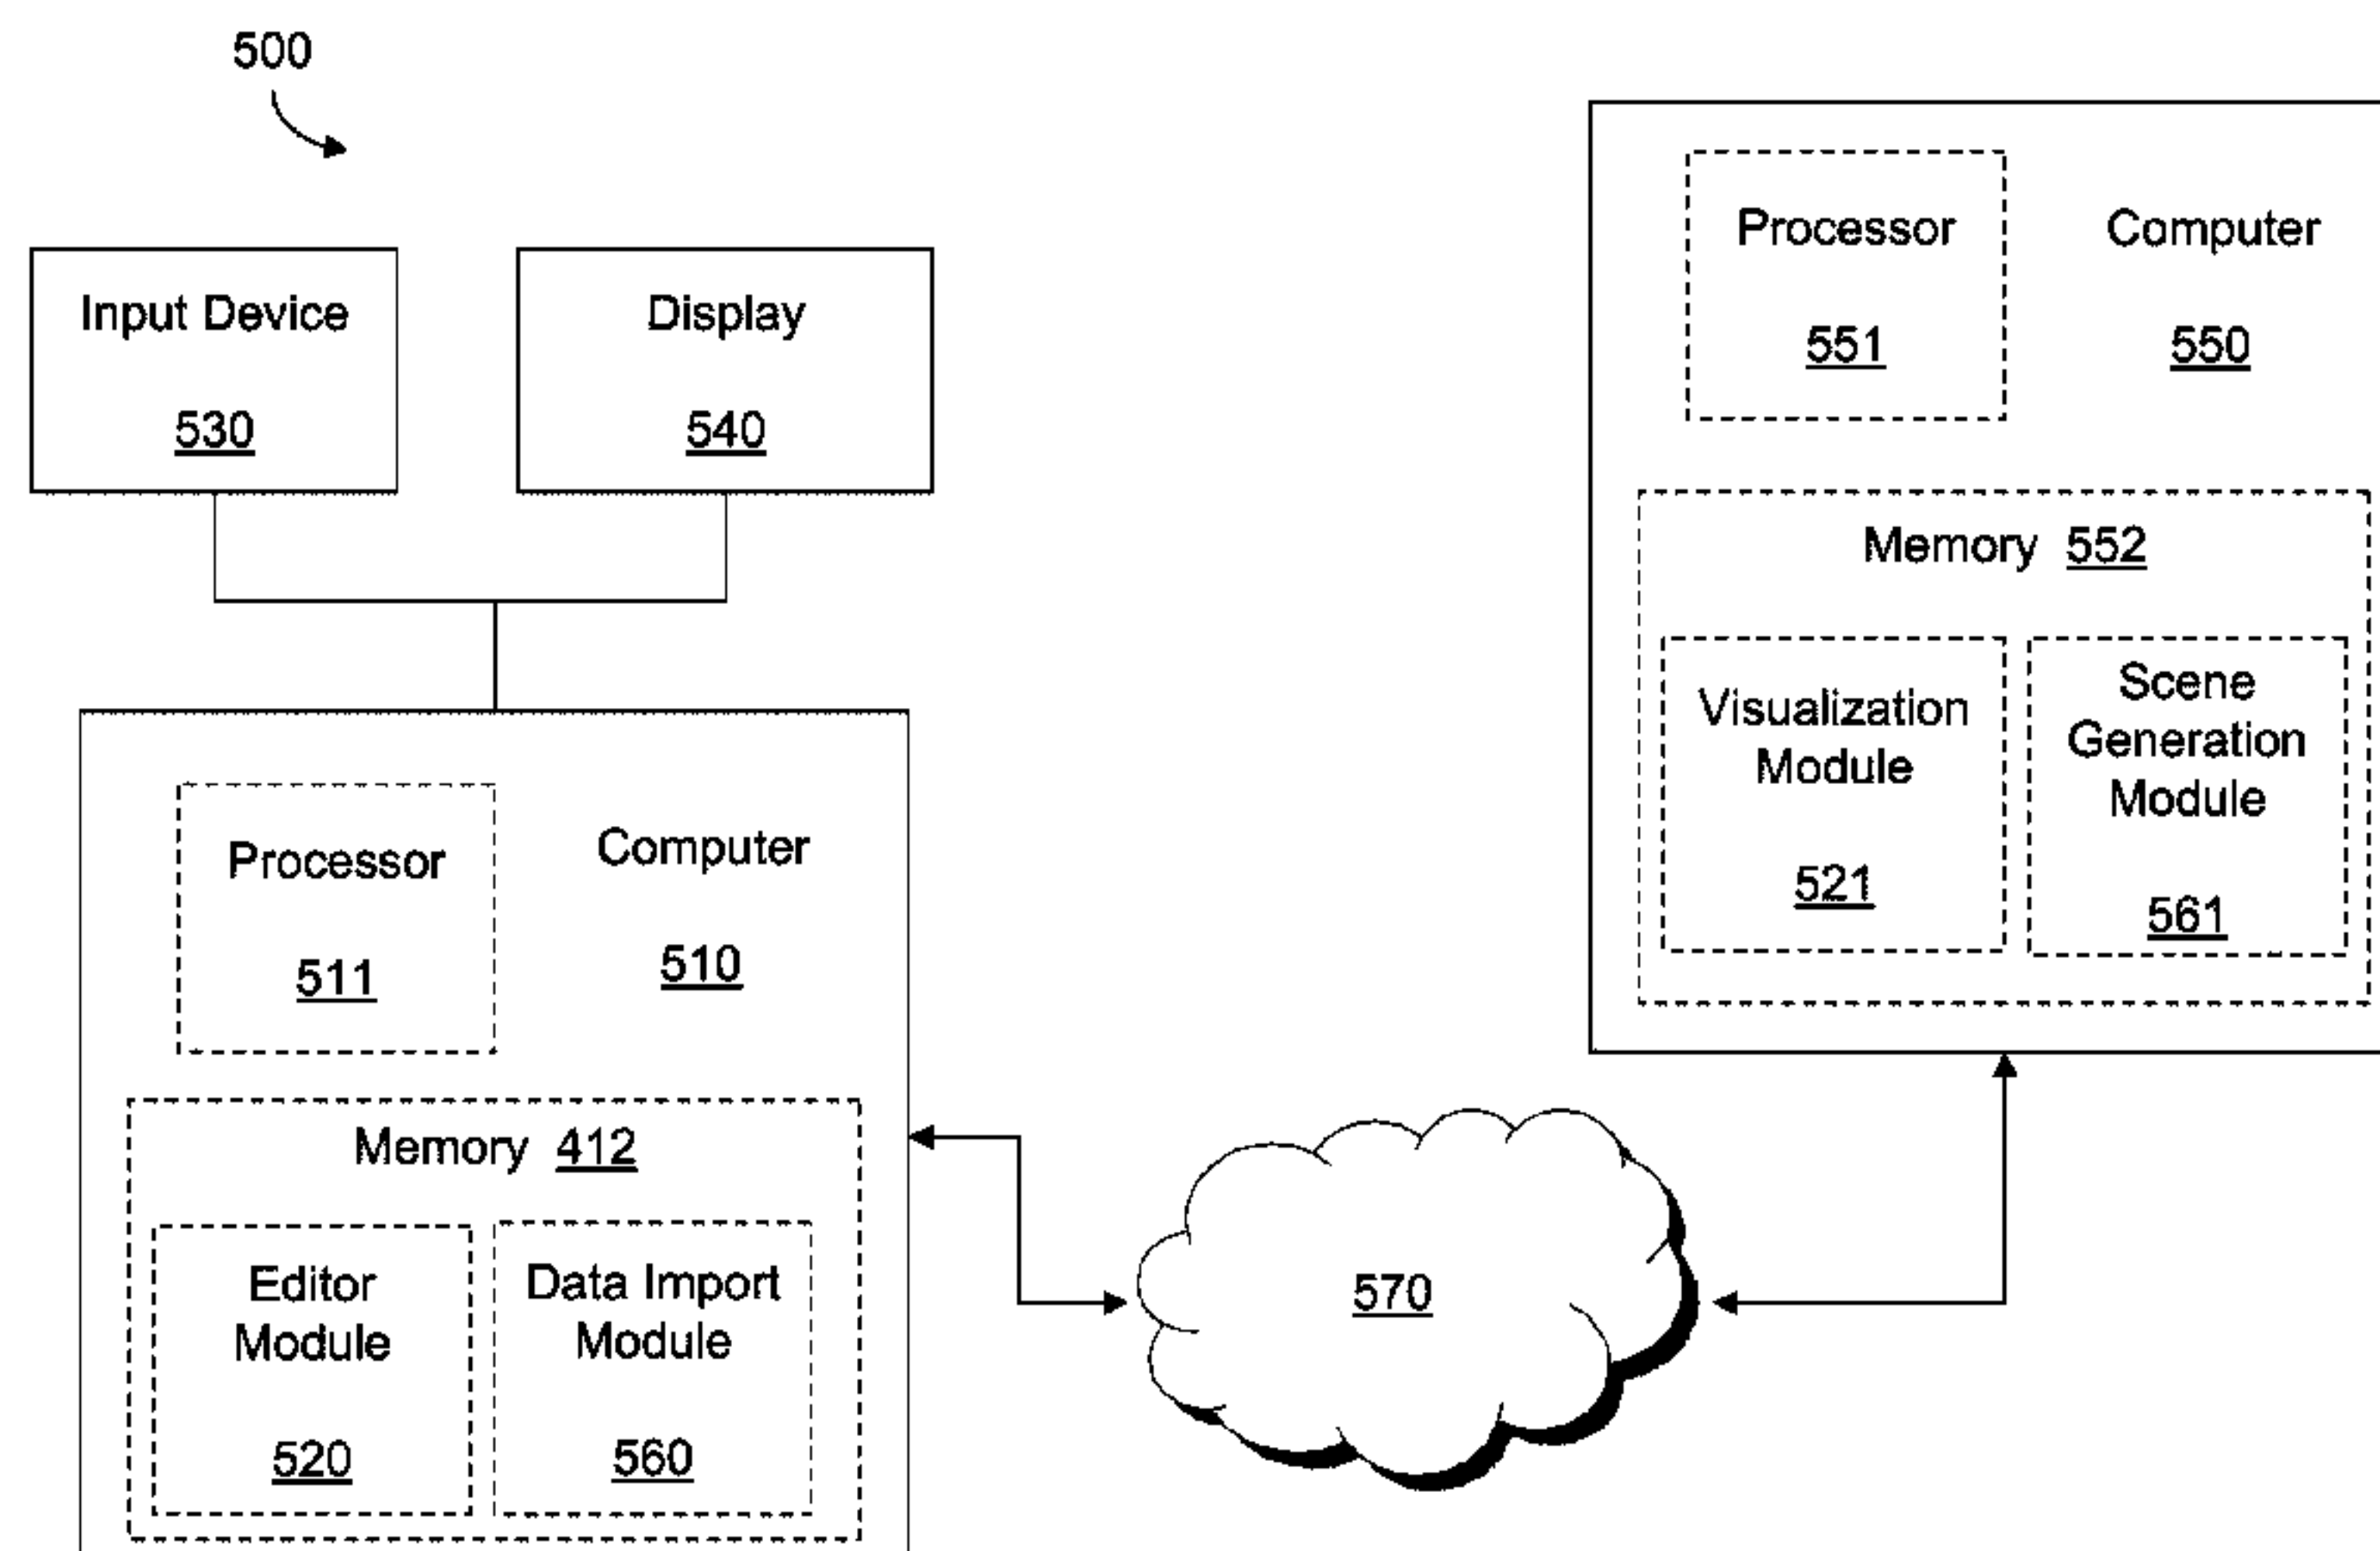 500
Input Device
530
Display
540
Processor
551
Computer
550
Memory 552
Visualization
Module
521
Scene
Generation
Module
561
Processor
511
Computer
510
Memory 412
Editor
Module
520
Data Import
Module
560
570